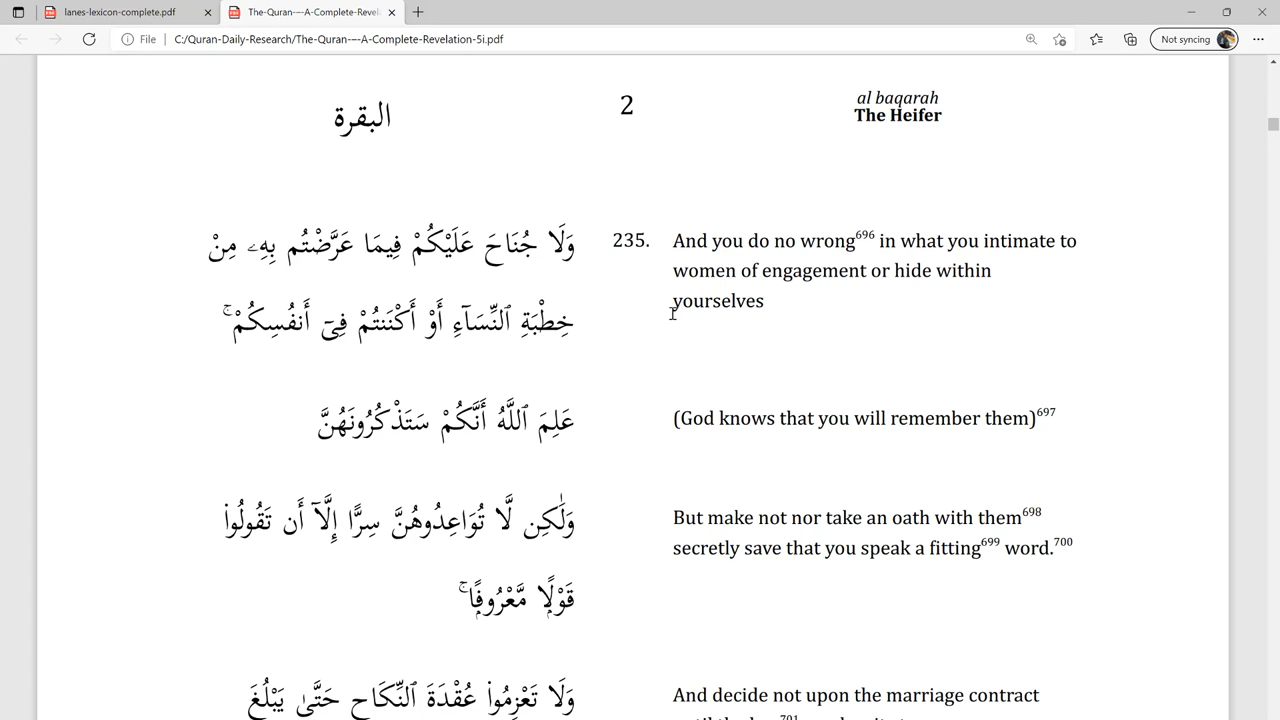 lanes-lexicon-complete.pdf
The-Quran-–-A-Complete-Revel
File
C:/Quran-Daily-Research/The-Quran-–-A-Complete-Revelation-5i.pdf
Not syncing
البقرة
2
al baqarah
The Heifer
وَلَا جُنَاحَ عَلَيْكُمْ فِيمَا عَرَّضْتُم بِهِۦ مِنْ
235. And you do no wrong696 in what you intimate to
women of engagement or hide within
خِطْبَةِ ٱلنِّسَآءِ أَوْ أَكْنَنتُمْ فِىٓ أَنفُسِكُمْ ۚ
yourselves
عَلِمَ ٱللَّهُ أَنَّكُمْ سَتَذْكُرُونَهُنَّ
(God knows that you will remember them)697
وَلَٰكِن لَّا تُوَاعِدُوهُنَّ سِرًّا إِلَّآ أَن تَقُولُوا۟
But make not nor take an oath with them698
secretly save that you speak a fitting699 word.700
قَوْلًا مَّعْرُوفًا ۚ
وَلَا تَعْزِمُوا۟ عُقْدَةَ ٱلنِّكَاحِ حَتَّىٰ يَبْلُغَ
And decide not upon the marriage contract
701